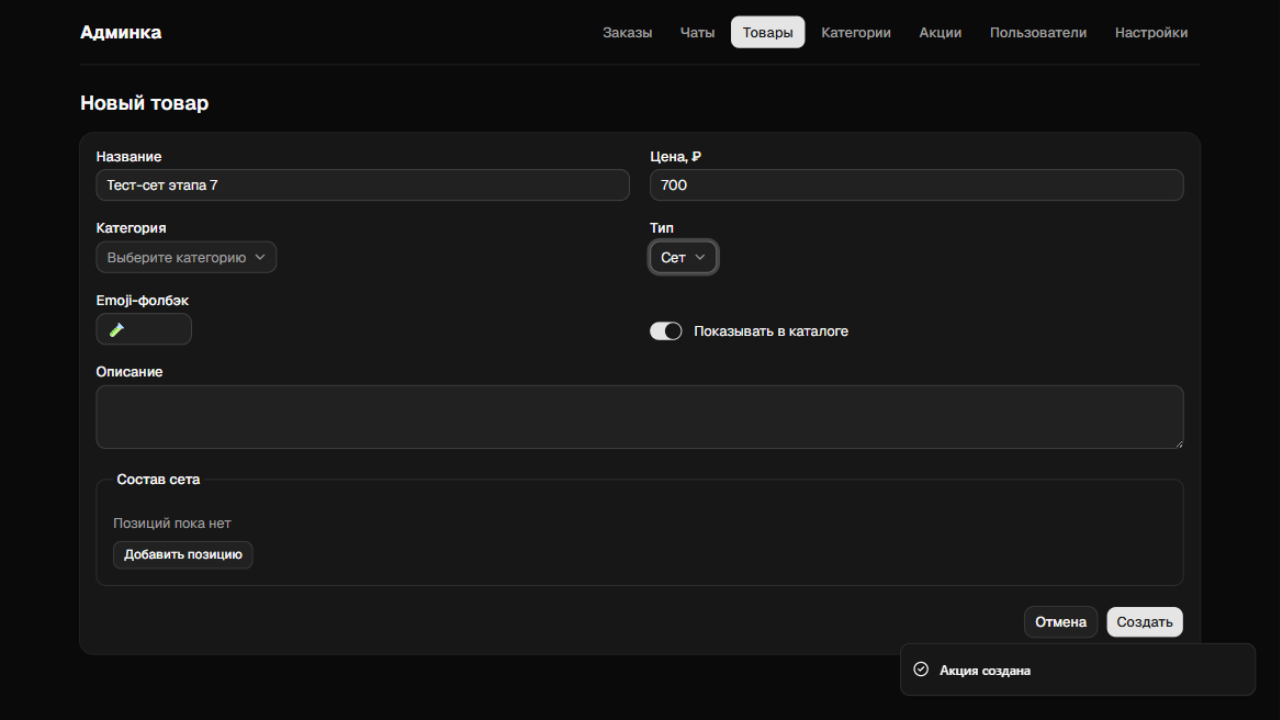 Админка
Заказы Чаты Товары Категории Акции Пользователи Настройки
Новый товар
Название Цена, ₽
Тест-сет этапа 7 700
Категория Тип
Выберите категорию Сет
Emoji-фолбэк
Показывать в каталоге
Описание
Состав сета
Позиций пока нет
Добавить позицию
Отмена Создать
Акция создана